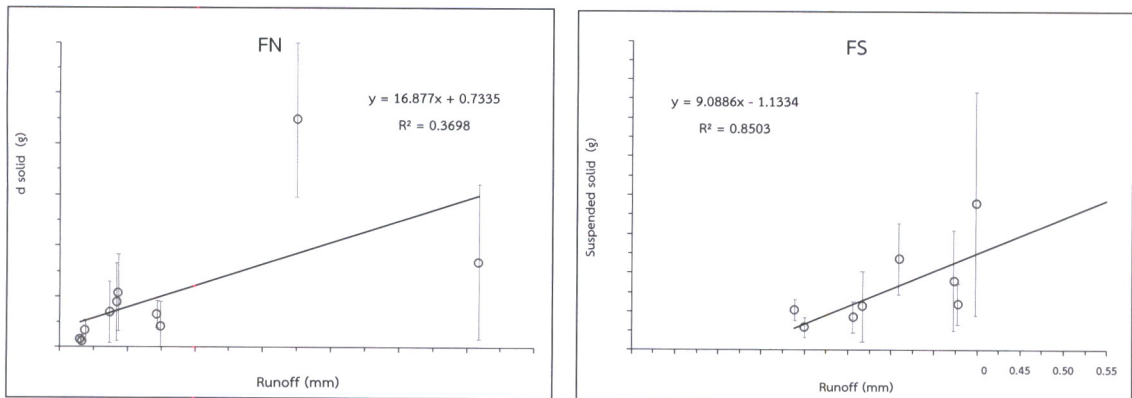 FN
y = 16.877x + 0.7335
R² = 0.3698
d solid (g)
Runoff (mm)
FS
y = 9.0886x - 1.1334
R² = 0.8503
Suspended solid (g)
0 0.45 0.50 0.55
Runoff (mm)